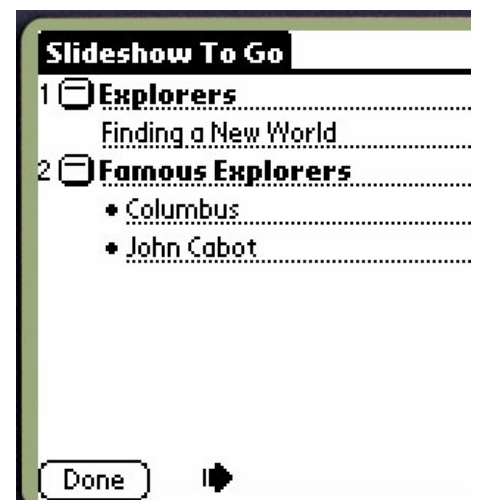 Slideshow To Go
1 Explorers
Finding a New World
2 Famous Explorers
• Columbus
• John Cabot
Done